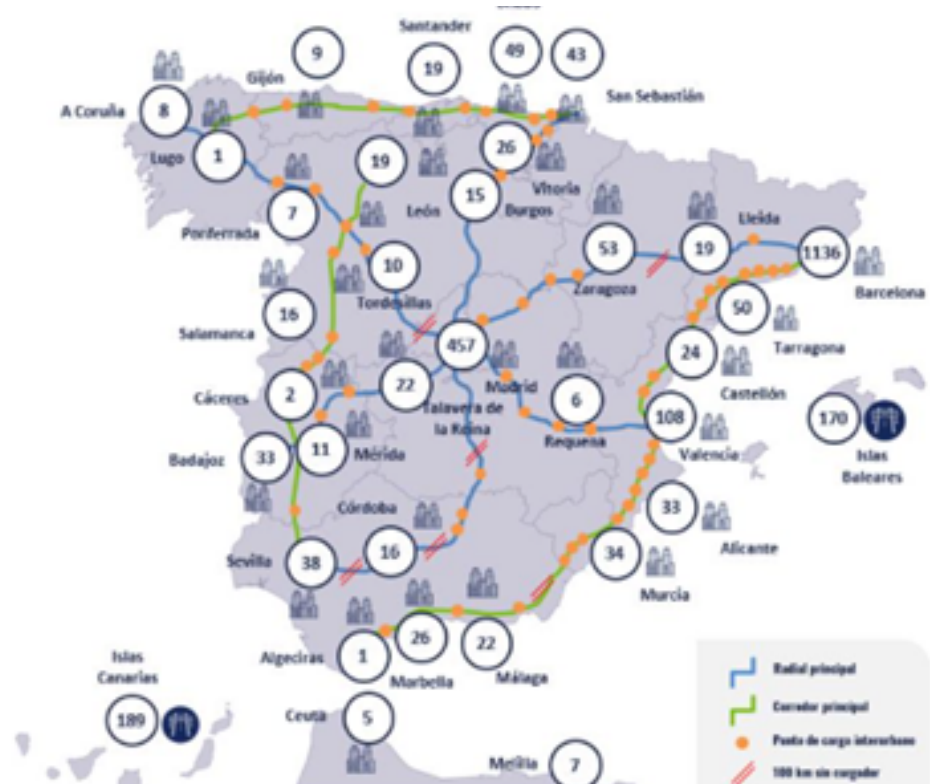 Santander
9
49
43
Gijón
19
San Sebastián
A Coruña
8
Lugo
1
19
26
Vitoria
León
15
Burgos
7
Ponferrada
53
19
Lleida
1136
Barcelona
10
Tordesillas
Zaragoza
16
Salamanca
50
Tarragona
457
24
Castellón
Madrid
22
Cáceres
2
Talavera de
la Reina
6
Requena
108
Valencia
170
Islas
Baleares
Badajoz
33
11
Mérida
Córdoba
33
Alicante
Sevilla
38
16
34
Murcia
Algeciras
1
26
Marbella
22
Málaga
Islas
Canarias
189
Ceuta
5
Melilla
7
Radial principal
Corredor principal
Punto de carga interurbano
100 km sin cargador